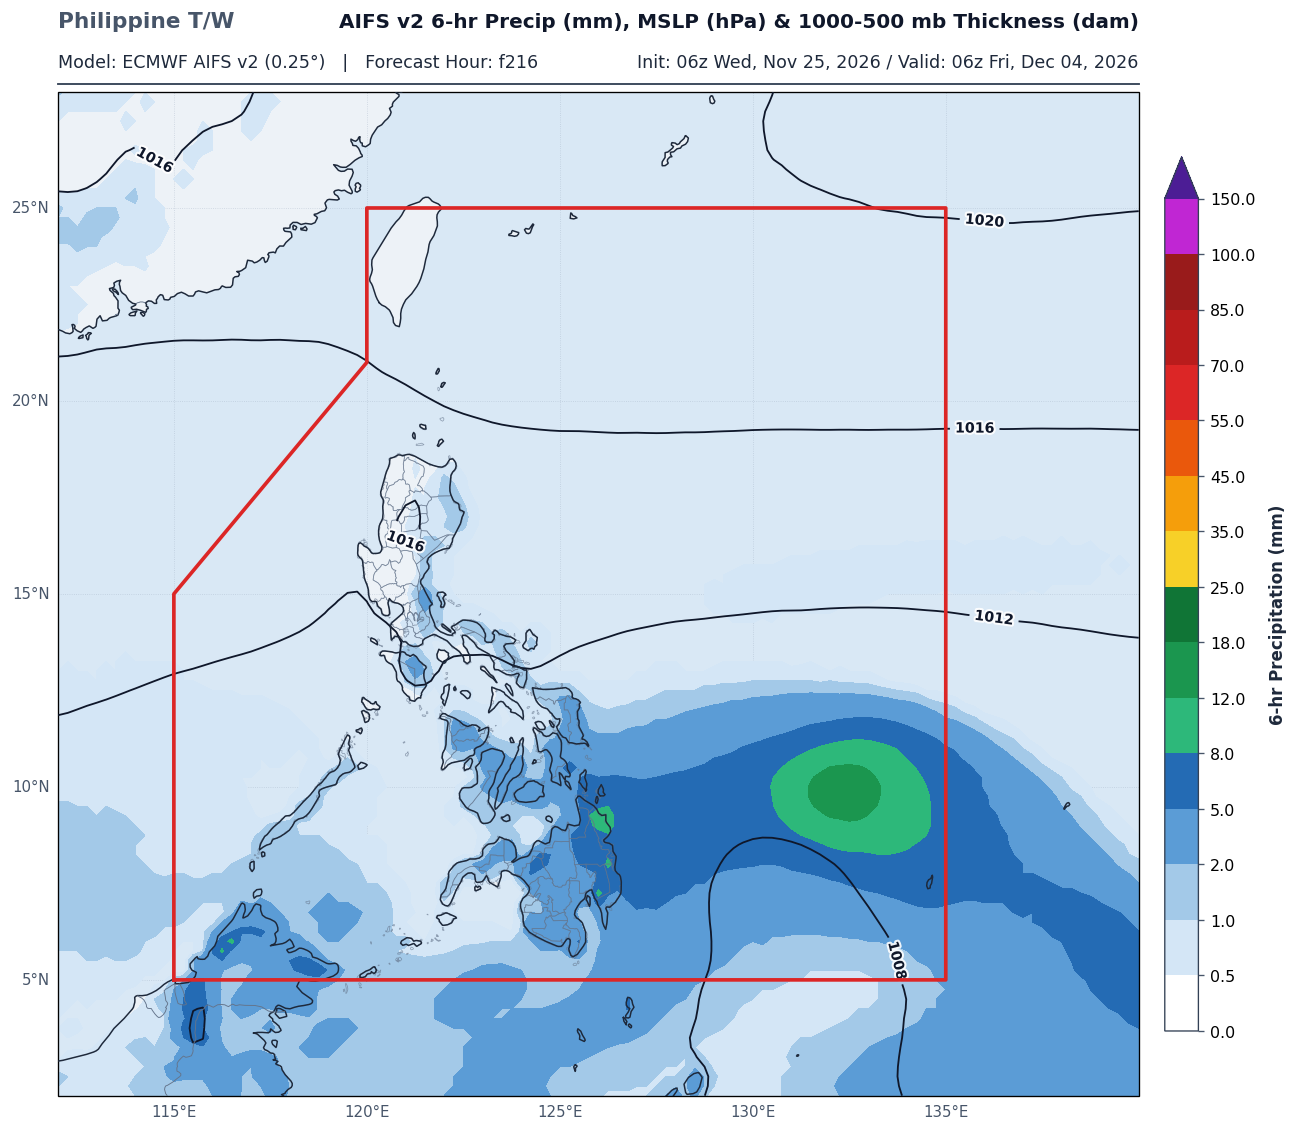 Philippine T/W
AIFS v2 6-hr Precip (mm), MSLP (hPa) & 1000-500 mb Thickness (dam)
Model: ECMWF AIFS v2 (0.25°) | Forecast Hour: f216
Init: 06z Wed, Nov 25, 2026 / Valid: 06z Fri, Dec 04, 2026
1016
1020
1016
1016
1012
1008
25°N
20°N
15°N
10°N
5°N
115°E
120°E
125°E
130°E
135°E
150.0
100.0
85.0
70.0
55.0
45.0
35.0
25.0
18.0
12.0
8.0
5.0
2.0
1.0
0.5
0.0
6-hr Precipitation (mm)